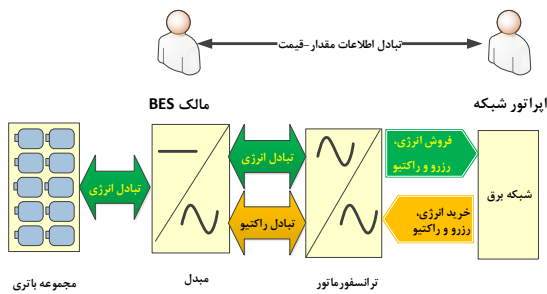 تبادل اطلاعات مقدار-قیمت
مالک BES
اپراتور شبکه
تبادل انرژی
تبادل انرژی
تبادل راکتیو
فروش انرژی،
رزرو و راکتیو
خرید انرژی،
رزرو و راکتیو
شبکه برق
مجموعه باتری
مبدل
ترانسفورماتور